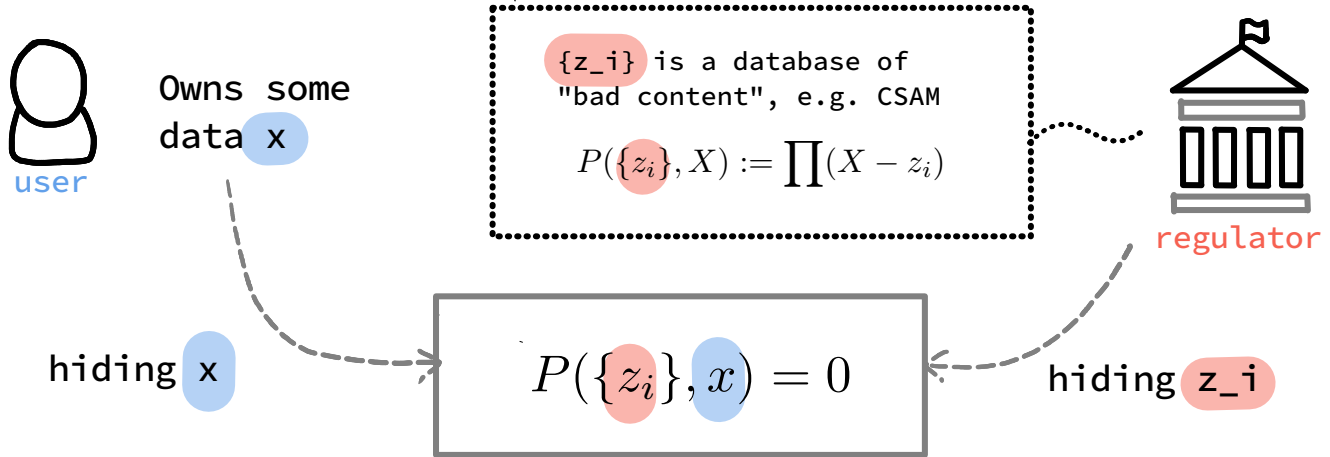 Owns some
data x
user
{z_i} is a database of
"bad content", e.g. CSAM
P({z_i}, X) := ∏(X − z_i)
regulator
hiding x
P({z_i}, x) = 0
hiding z_i